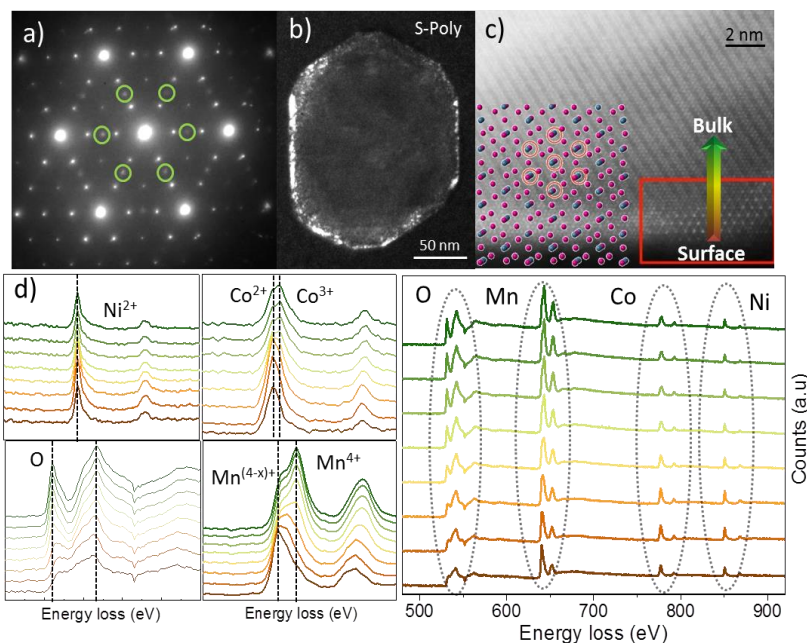 a)
b)
S-Poly
50 nm
c)
2 nm
Bulk
Surface
d)
Ni2+
Co2+ Co3+
O
Mn(4-x)+ Mn4+
Energy loss (eV)
Energy loss (eV)
O Mn Co Ni
Counts (a.u)
500 600 700 800 900
Energy loss (eV)